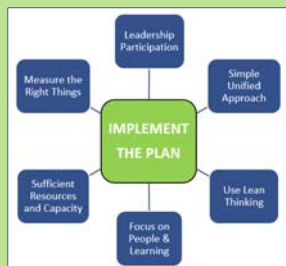 Leadership
Participation
Measure the
Right Things
Simple
Unified
Approach
IMPLEMENT
THE PLAN
Sufficient
Resources
and Capacity
Use Lean
Thinking
Focus on
People &
Learning